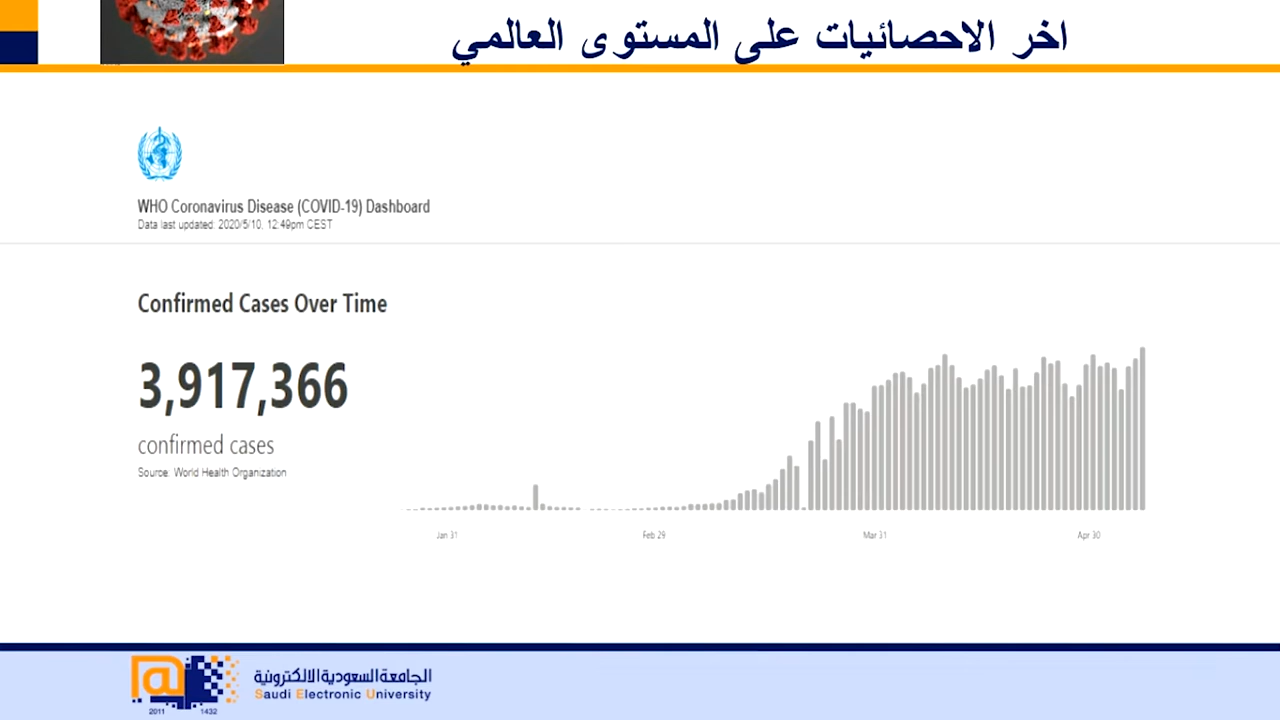 اخر الاحصائيات على المستوى العالمي
WHO Coronavirus Disease (COVID-19) Dashboard
Data last updated: 2020/5/10, 12:49pm CEST
Confirmed Cases Over Time
3,917,366
confirmed cases
Source: World Health Organization
Jan 31 Feb 29 Mar 31 Apr 30
الجامعة السعودية الالكترونية
Saudi Electronic University
2011 1432